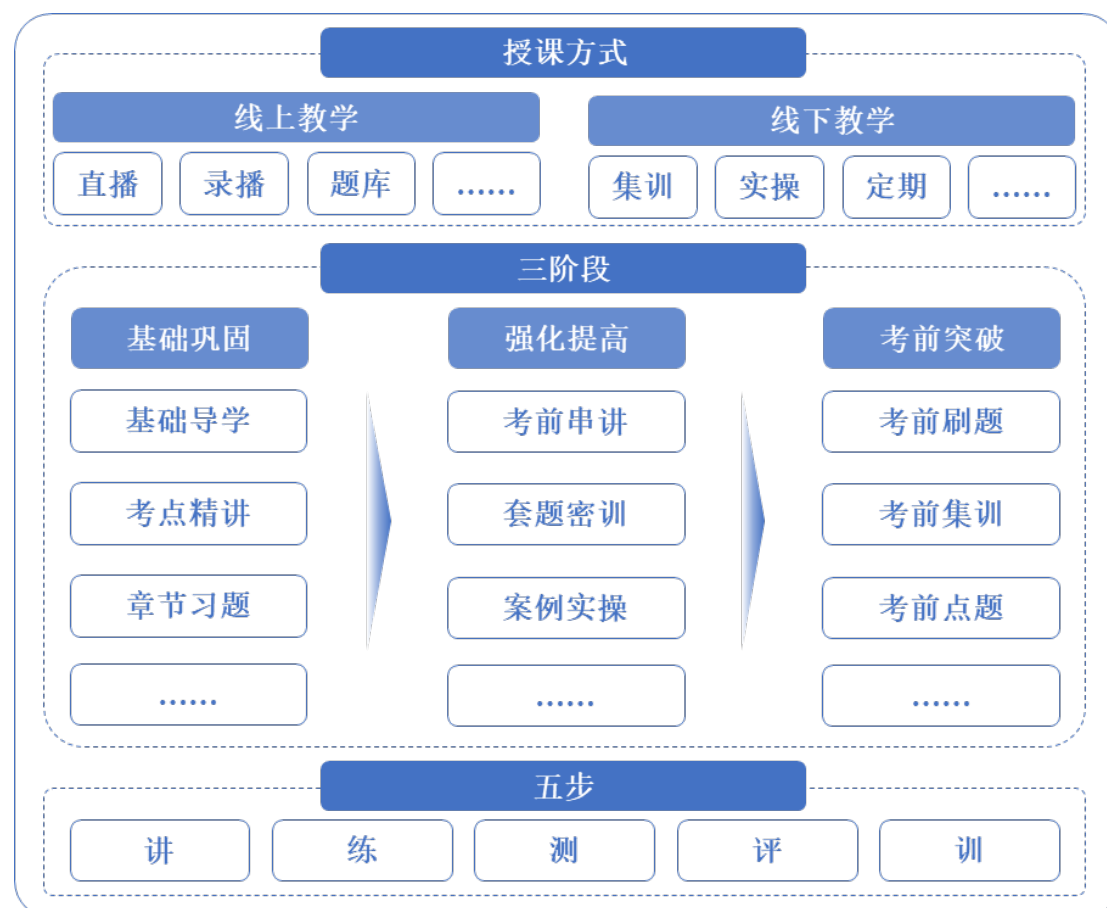 授课方式
线上教学
线下教学
直播 录播 题库 ......
集训 实操 定期 ......
三阶段
基础巩固 强化提高 考前突破
基础导学 考前串讲 考前刷题
考点精讲 套题密训 考前集训
章节习题 案例实操 考前点题
...... ...... ......
五步
讲 练 测 评 训